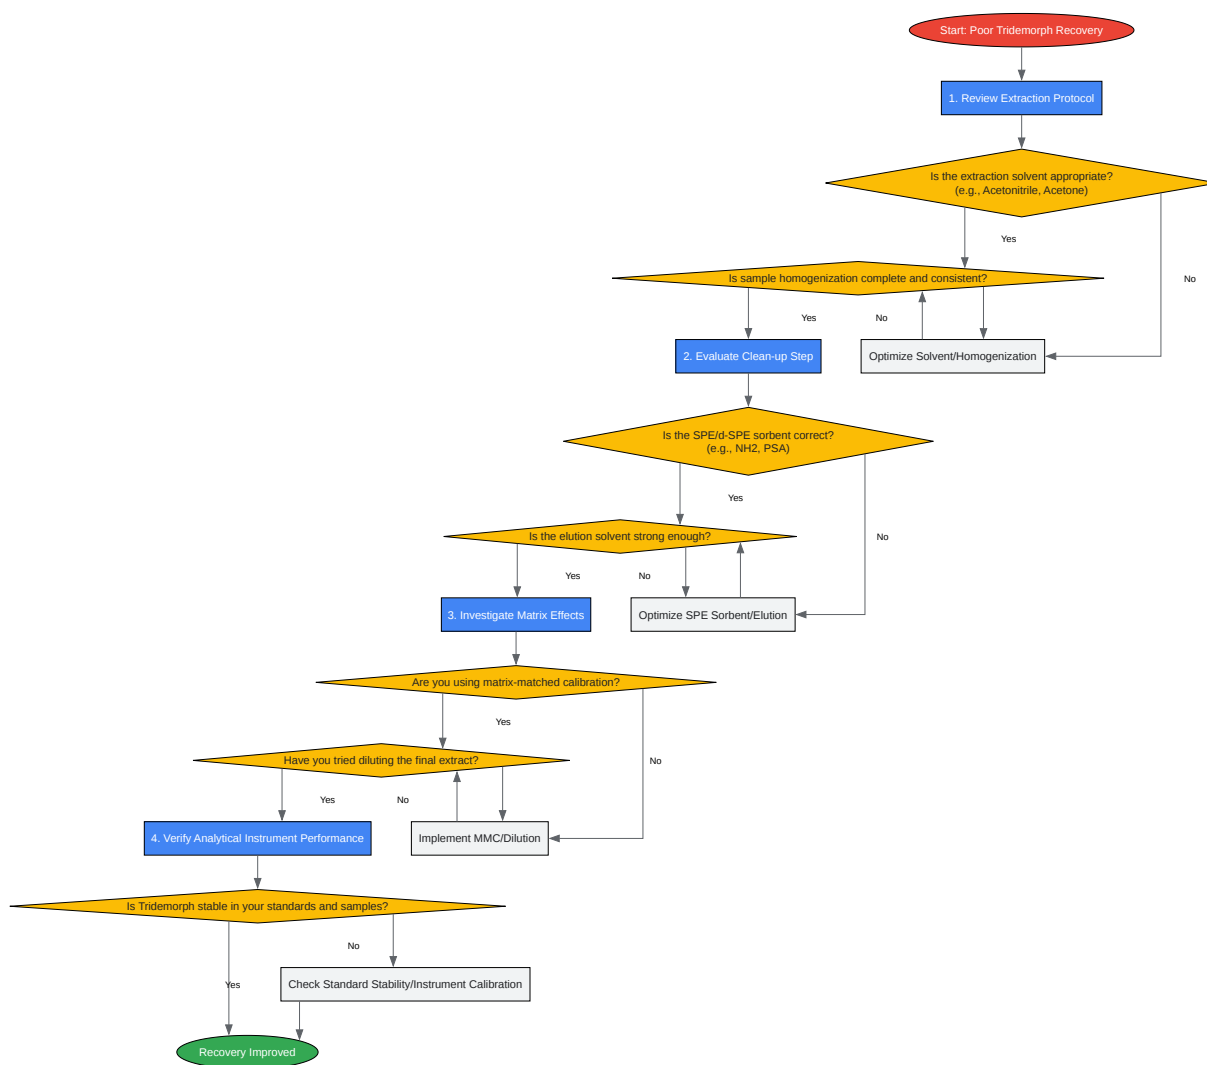 Start: Poor Tridemorph Recovery
1. Review Extraction Protocol
Is the extraction solvent appropriate?
(e.g., Acetonitrile, Acetone)
Yes
No
Is sample homogenization complete and consistent?
Yes
No
2. Evaluate Clean-up Step
Optimize Solvent/Homogenization
Is the SPE/d-SPE sorbent correct?
(e.g., NH2, PSA)
Yes
No
Is the elution solvent strong enough?
Yes
No
3. Investigate Matrix Effects
Optimize SPE Sorbent/Elution
Are you using matrix-matched calibration?
Yes
No
Have you tried diluting the final extract?
Yes
No
4. Verify Analytical Instrument Performance
Implement MMC/Dilution
Is Tridemorph stable in your standards and samples?
No
Yes
Check Standard Stability/Instrument Calibration
Recovery Improved